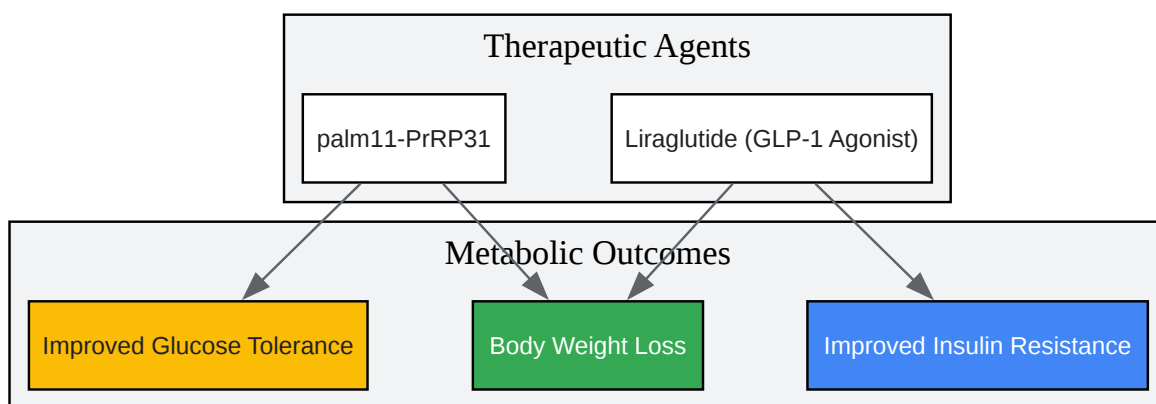 Therapeutic Agents
palm11-PrRP31
Liraglutide (GLP-1 Agonist)
Metabolic Outcomes
Improved Glucose Tolerance
Body Weight Loss
Improved Insulin Resistance